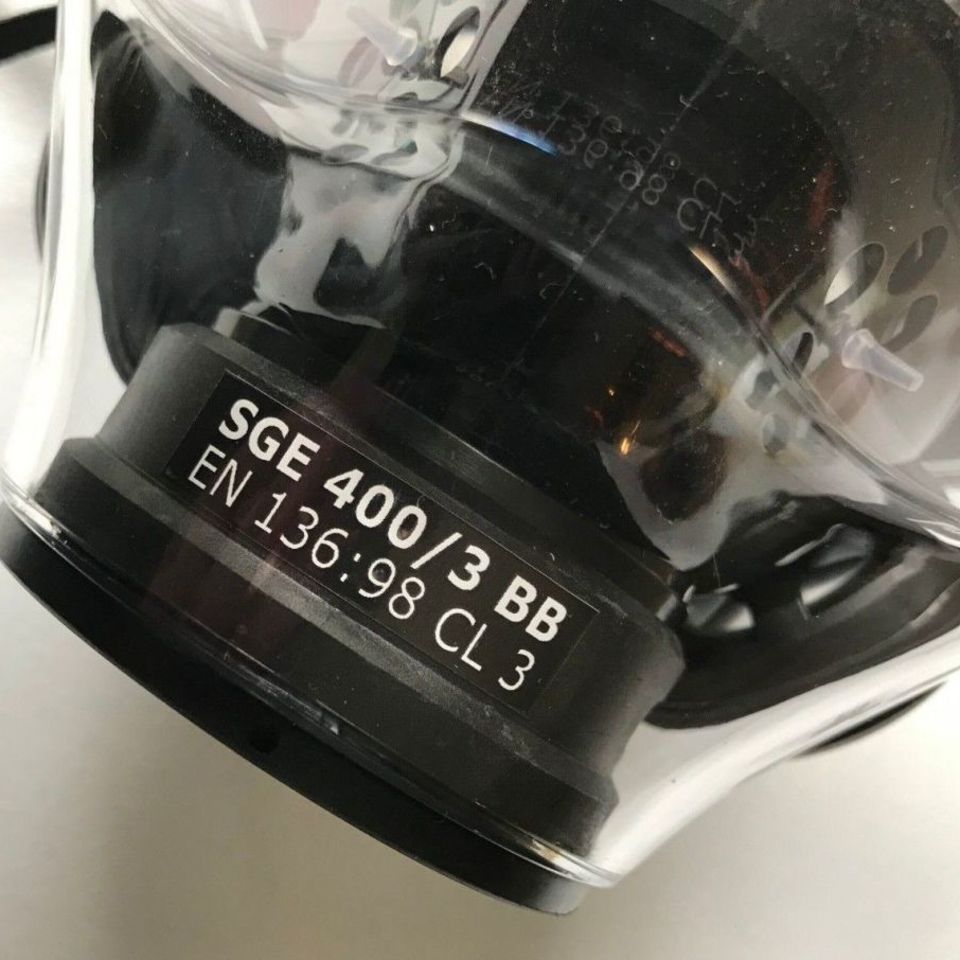 SGE 400/3 BB
EN 136:98 CL 3